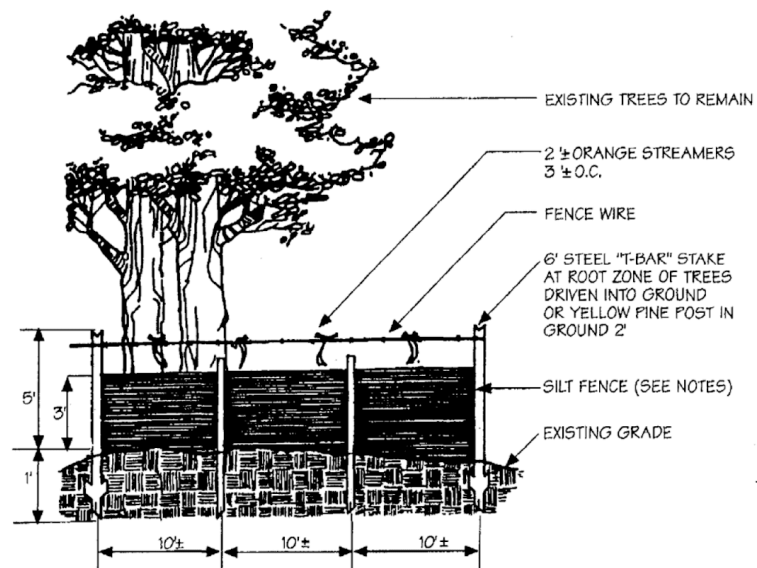 EXISTING TREES TO REMAIN
2'± ORANGE STREAMERS
3'± O.C.
FENCE WIRE
6' STEEL "T-BAR" STAKE
AT ROOT ZONE OF TREES
DRIVEN INTO GROUND
OR YELLOW PINE POST IN
GROUND 2'
SILT FENCE (SEE NOTES)
EXISTING GRADE
5'
3'
1'
10'±
10'±
10'±